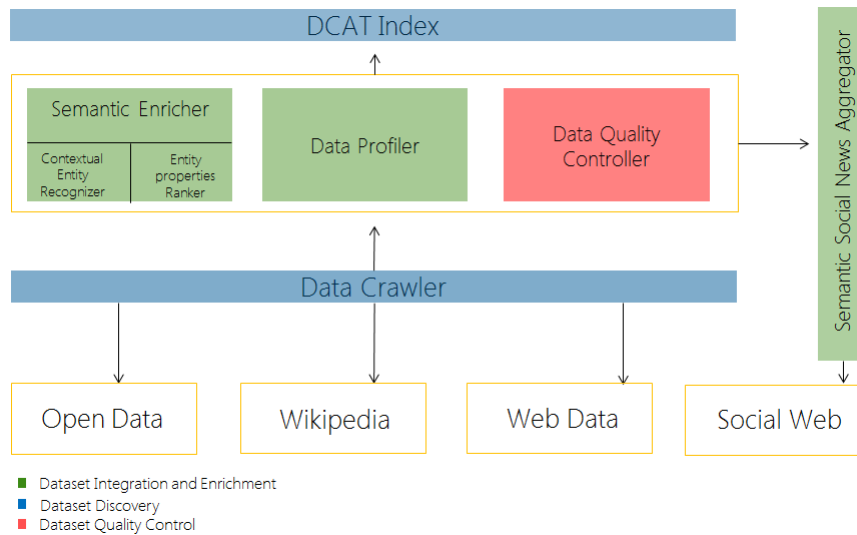 DCAT Index
Semantic Enricher
Contextual
Entity
Recognizer
Entity
properties
Ranker
Data Profiler
Data Quality
Controller
Semantic Social News Aggregator
Data Crawler
Open Data
Wikipedia
Web Data
Social Web
Dataset Integration and Enrichment
Dataset Discovery
Dataset Quality Control